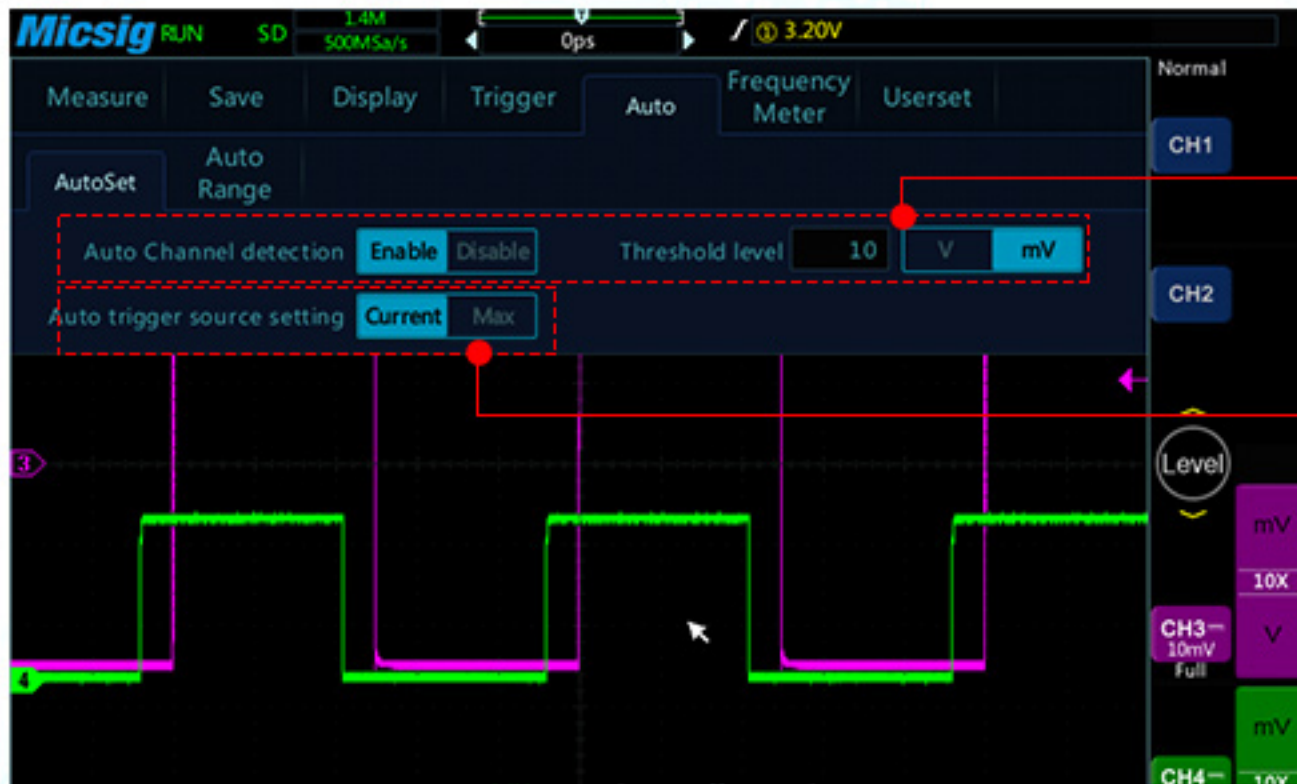 Micsig RUN SD 1.4M 500MSa/s 0ps ① 3.20V
Normal
Measure Save Display Trigger Auto Frequency Meter Userset
CH1
AutoSet Auto Range
Auto Channel detection Enable Disable Threshold level 10 V mV
CH2
Auto trigger source setting Current Max
3
Level
mV
10X
CH3
10mV
V
Full
4
mV
CH4
10X